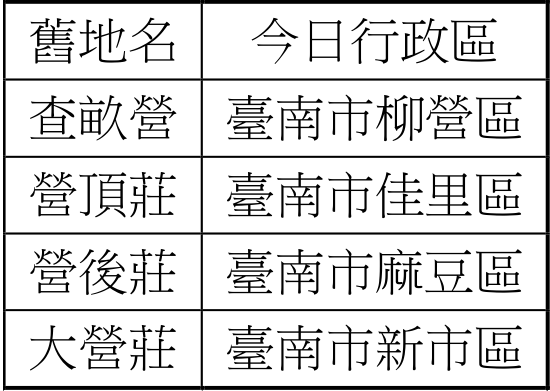 舊地名 今日行政區
查畝營 臺南市柳營區
營頂莊 臺南市佳里區
營後莊 臺南市麻豆區
大營莊 臺南市新市區